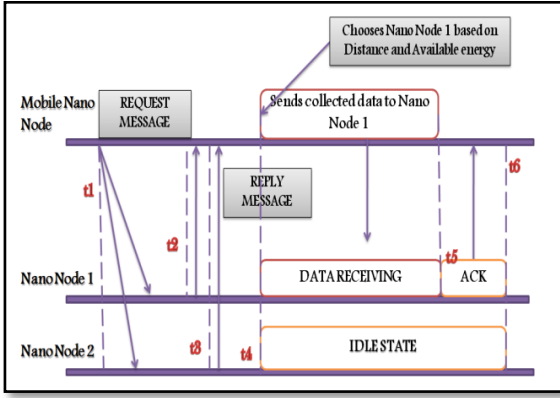 Chooses Nano Node 1 based on
Distance and Available energy
Mobile Nano
Node
REQUEST
MESSAGE
Sends collected data to Nano
Node 1
t1
t6
REPLY
MESSAGE
t2
t5
Nano Node 1
DATA RECEIVING
ACK
t3
t4
Nano Node 2
IDLE STATE